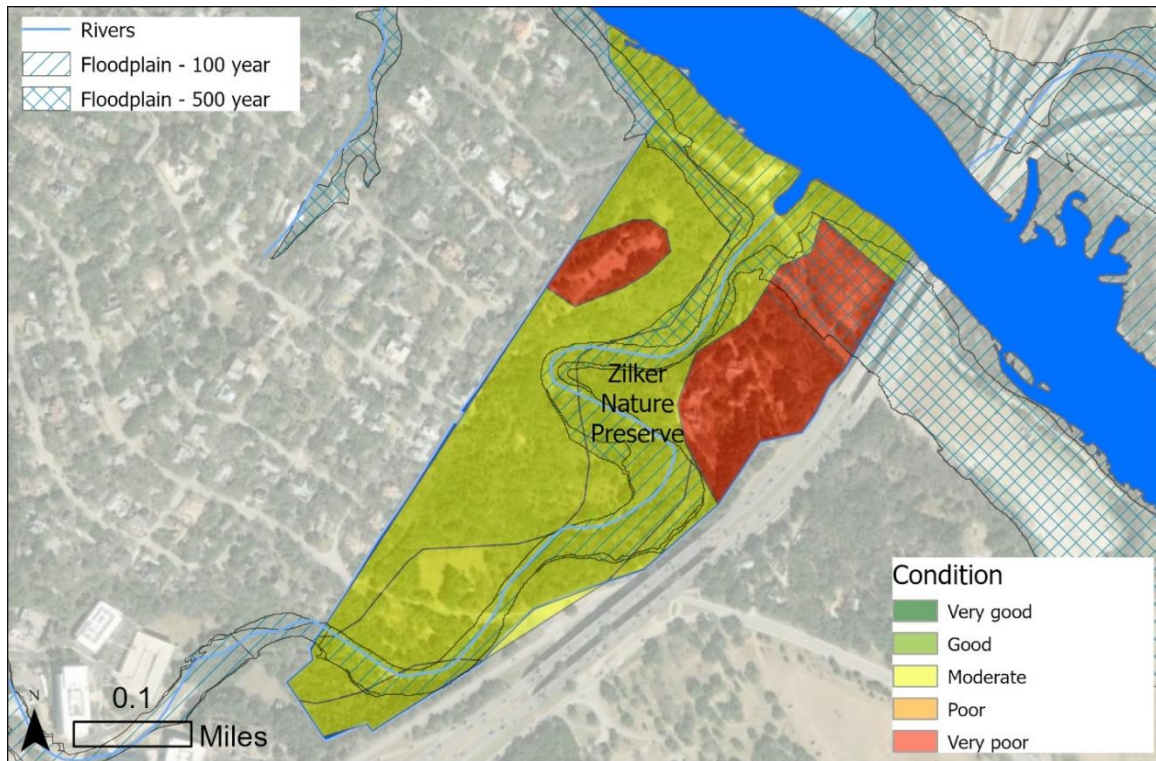 Rivers
Floodplain - 100 year
Floodplain - 500 year
Zilker
Nature
Preserve
Condition
Very good
Good
Moderate
Poor
Very poor
N
0.1
Miles